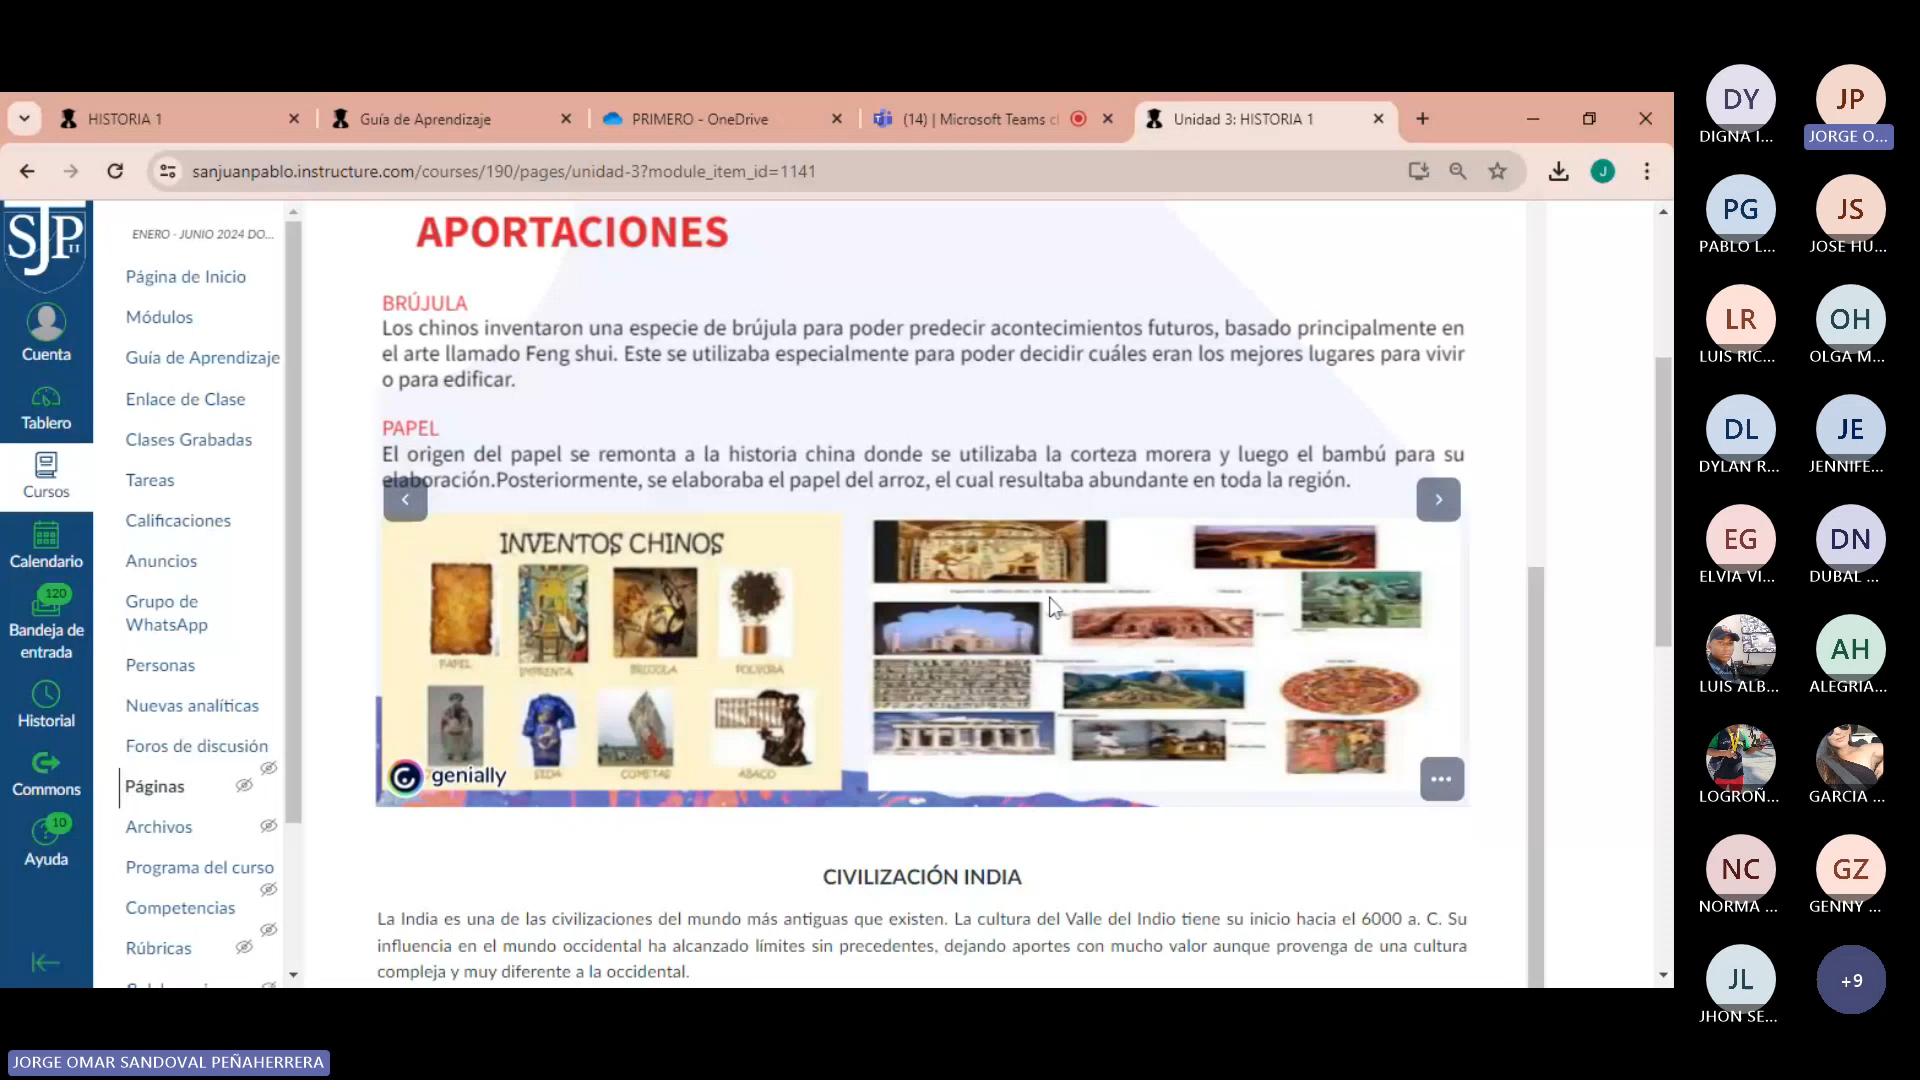 HISTORIA 1
Guía de Aprendizaje
PRIMERO - OneDrive
(14) | Microsoft Teams cl
Unidad 3: HISTORIA 1
sanjuanpablo.instructure.com/courses/190/pages/unidad-3?module_item_id=1141
J
SJP II
Cuenta
Tablero
Cursos
Calendario
120
Bandeja de
entrada
Historial
Commons
10
Ayuda
ENERO - JUNIO 2024 DO...
Página de Inicio
Módulos
Guía de Aprendizaje
Enlace de Clase
Clases Grabadas
Tareas
Calificaciones
Anuncios
Grupo de
WhatsApp
Personas
Nuevas analíticas
Foros de discusión
Páginas
Archivos
Programa del curso
Competencias
Rúbricas
APORTACIONES
BRÚJULA
Los chinos inventaron una especie de brújula para poder predecir acontecimientos futuros, basado principalmente en
el arte llamado Feng shui. Este se utilizaba especialmente para poder decidir cuáles eran los mejores lugares para vivir
o para edificar.
PAPEL
El origen del papel se remonta a la historia china donde se utilizaba la corteza morera y luego el bambú para su
elaboración.Posteriormente, se elaboraba el papel del arroz, el cual resultaba abundante en toda la región.
INVENTOS CHINOS
PAPEL
IMPRENTA
BRÚJULA
POLVORA
SEDA
COMETAS
ABACO
genially
CIVILIZACIÓN INDIA
La India es una de las civilizaciones del mundo más antiguas que existen. La cultura del Valle del Indio tiene su inicio hacia el 6000 a. C. Su
influencia en el mundo occidental ha alcanzado límites sin precedentes, dejando aportes con mucho valor aunque provenga de una cultura
compleja y muy diferente a la occidental.
DY
DIGNA I...
JP
JORGE O...
PG
PABLO L...
JS
JOSE HU...
LR
LUIS RIC...
OH
OLGA M...
DL
DYLAN R...
JE
JENNIFE...
EG
ELVIA VI...
DN
DUBAL ...
LUIS ALB...
AH
ALEGRIA...
LOGROÑ...
GARCIA ...
NC
NORMA ...
GZ
GENNY ...
JL
JHON SE...
+9
JORGE OMAR SANDOVAL PEÑAHERRERA